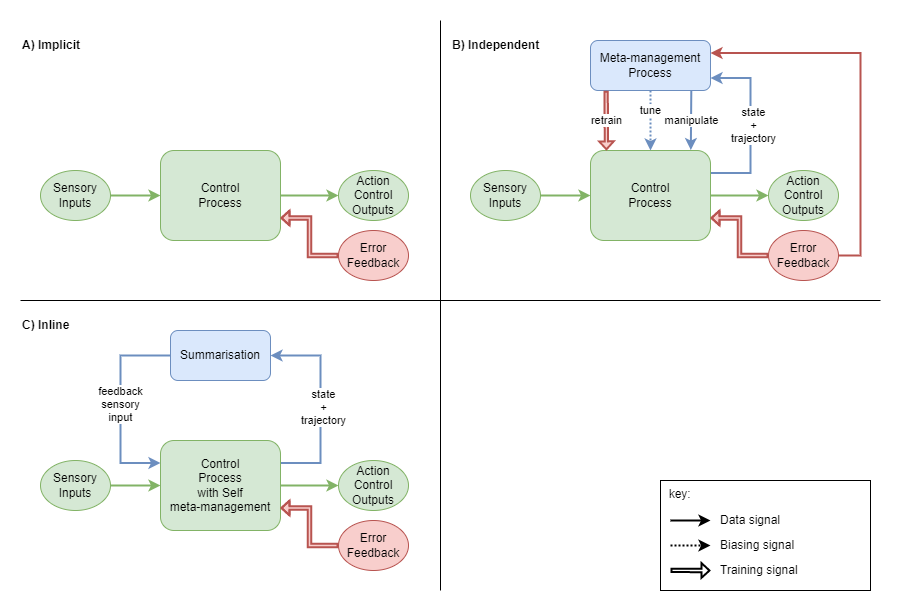 A) Implicit
Sensory
Inputs
Control
Process
Action
Control
Outputs
Error
Feedback
B) Independent
Meta-management
Process
retrain
tune
manipulate
state
+
trajectory
Sensory
Inputs
Control
Process
Action
Control
Outputs
Error
Feedback
C) Inline
Summarisation
feedback
sensory
input
state
+
trajectory
Sensory
Inputs
Control
Process
with Self
meta-management
Action
Control
Outputs
Error
Feedback
key:
Data signal
Biasing signal
Training signal